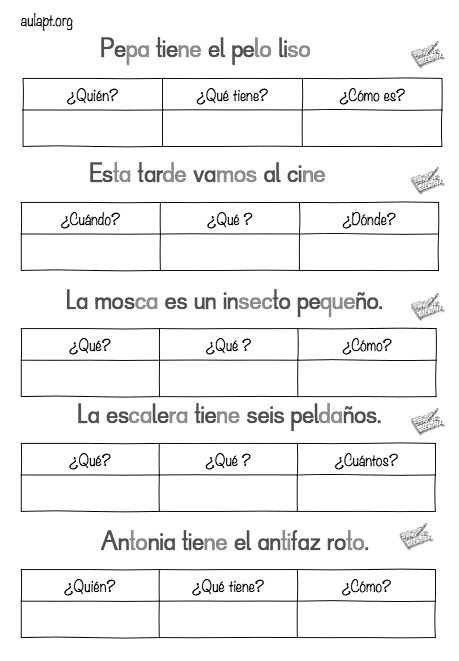 aulapt.org
Pepa tiene el pelo liso
¿Quién? ¿Qué tiene? ¿Cómo es?
Esta tarde vamos al cine
¿Cuándo? ¿Qué ? ¿Dónde?
La mosca es un insecto pequeño.
¿Qué? ¿Qué ? ¿Cómo?
La escalera tiene seis peldaños.
¿Qué? ¿Qué ? ¿Cuántos?
Antonia tiene el antifaz roto.
¿Quién? ¿Qué tiene? ¿Cómo?